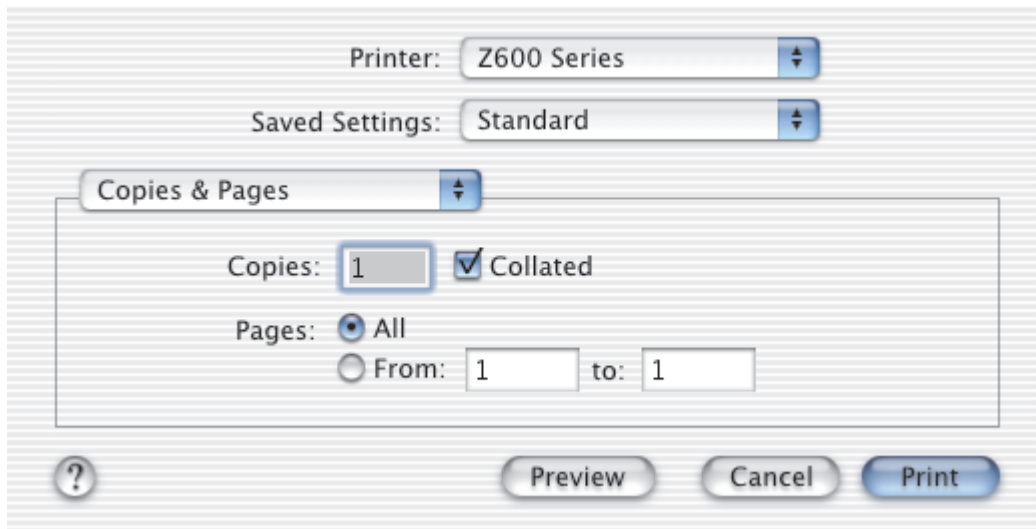 Printer: Z600 Series
Saved Settings: Standard
Copies & Pages
Copies: 1 Collated
Pages: All
From: 1 to: 1
? Preview Cancel Print